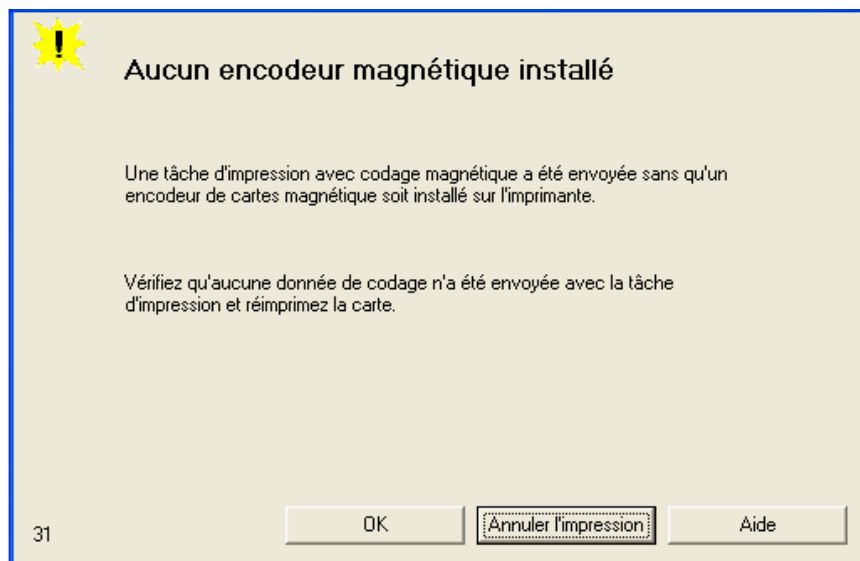 Aucun encodeur magnétique installé
Une tâche d'impression avec codage magnétique a été envoyée sans qu'un
encodeur de cartes magnétique soit installé sur l'imprimante.
Vérifiez qu'aucune donnée de codage n'a été envoyée avec la tâche
d'impression et réimprimez la carte.
31 OK Annuler l'impression Aide